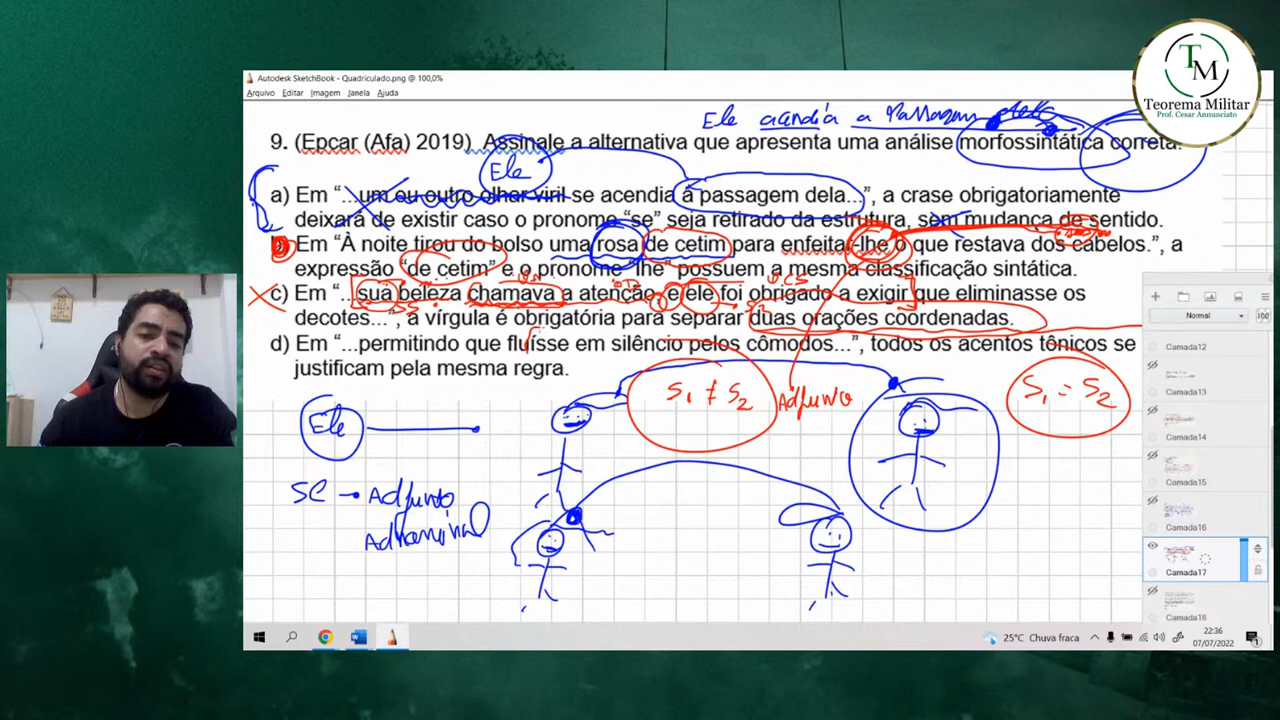 Autodesk SketchBook - Quadriculado.png @ 100,0%
Arquivo Editar Imagem Janela Ajuda
TM
Teorema Militar
Prof. Cesar Annunciato
Ele acendia a Passagem dela
9. (Epcar (Afa) 2019) Assinale a alternativa que apresenta uma análise morfossintática correta.
Ele
a) Em “...um eu outro olhar viril se acendia à passagem dela...”, a crase obrigatoriamente
deixará de existir caso o pronome “se” seja retirado da estrutura, sem mudança de sentido.
b) Em “À noite tirou do bolso uma rosa de cetim para enfeitar-lhe o que restava dos cabelos.”, a
expressão “de cetim” e o pronome “lhe” possuem a mesma classificação sintática.
c) Em “...sua beleza chamava a atenção, e ele foi obrigado a exigir que eliminasse os
decotes...”, a vírgula é obrigatória para separar duas orações coordenadas.
d) Em “...permitindo que fluísse em silêncio pelos cômodos...”, todos os acentos tônicos se
justificam pela mesma regra.
S1 ≠ S2
Adjunto
S1 = S2
Ele
SE → Adjunto
Adnominal
Normal
100
Camada12
Camada13
Camada14
Camada15
Camada16
Camada17
Camada18
25°C Chuva fraca
22:36
07/07/2022